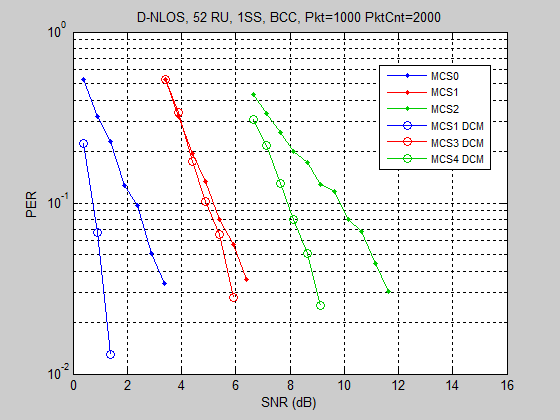 D-NLOS, 52 RU, 1SS, BCC, Pkt=1000 PktCnt=2000
10^0
MCS0
MCS1
MCS2
MCS1 DCM
MCS3 DCM
MCS4 DCM
PER
10^-1
10^-2
0 2 4 6 8 10 12 14 16
SNR (dB)